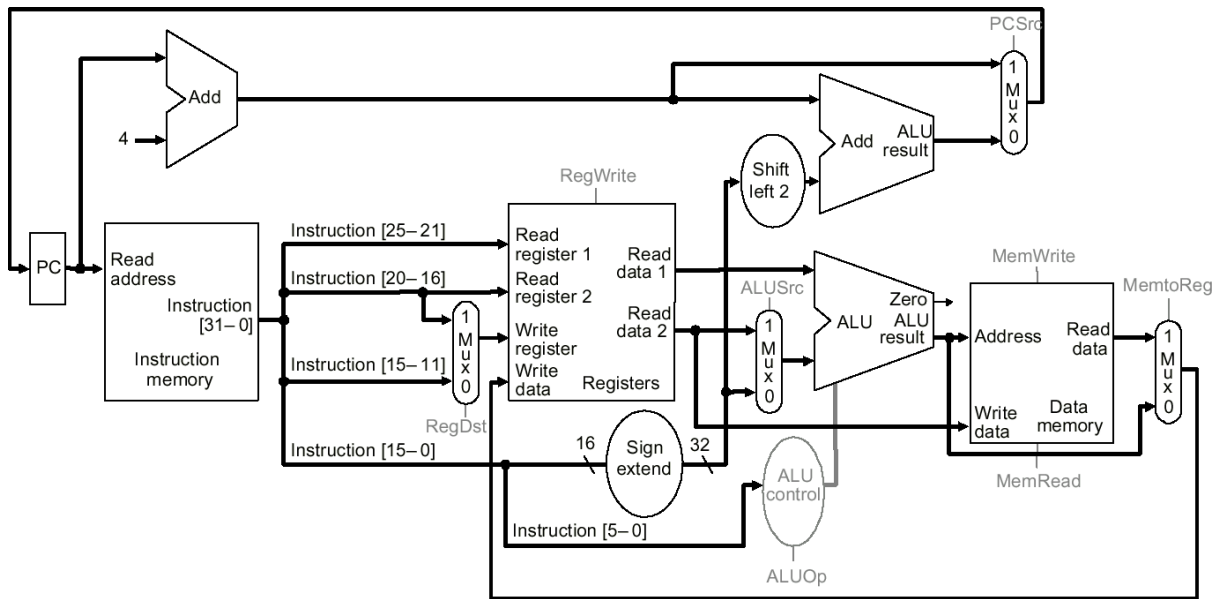 PCSrc
1
M
u
x
0
Add
4
Add
ALU
result
Shift
left 2
RegWrite
PC
Read
address
Instruction
[31–0]
Instruction
memory
Instruction [25–21]
Instruction [20–16]
Instruction [15–11]
Instruction [15–0]
Instruction [5–0]
1
M
u
x
0
RegDst
Read
register 1
Read
register 2
Write
register
Write
data
Read
data 1
Read
data 2
Registers
16
Sign
extend
32
ALUSrc
1
M
u
x
0
Zero
ALU
ALU
result
ALU
control
ALUOp
MemWrite
Address
Read
data
Write
data
Data
memory
MemRead
MemtoReg
1
M
u
x
0